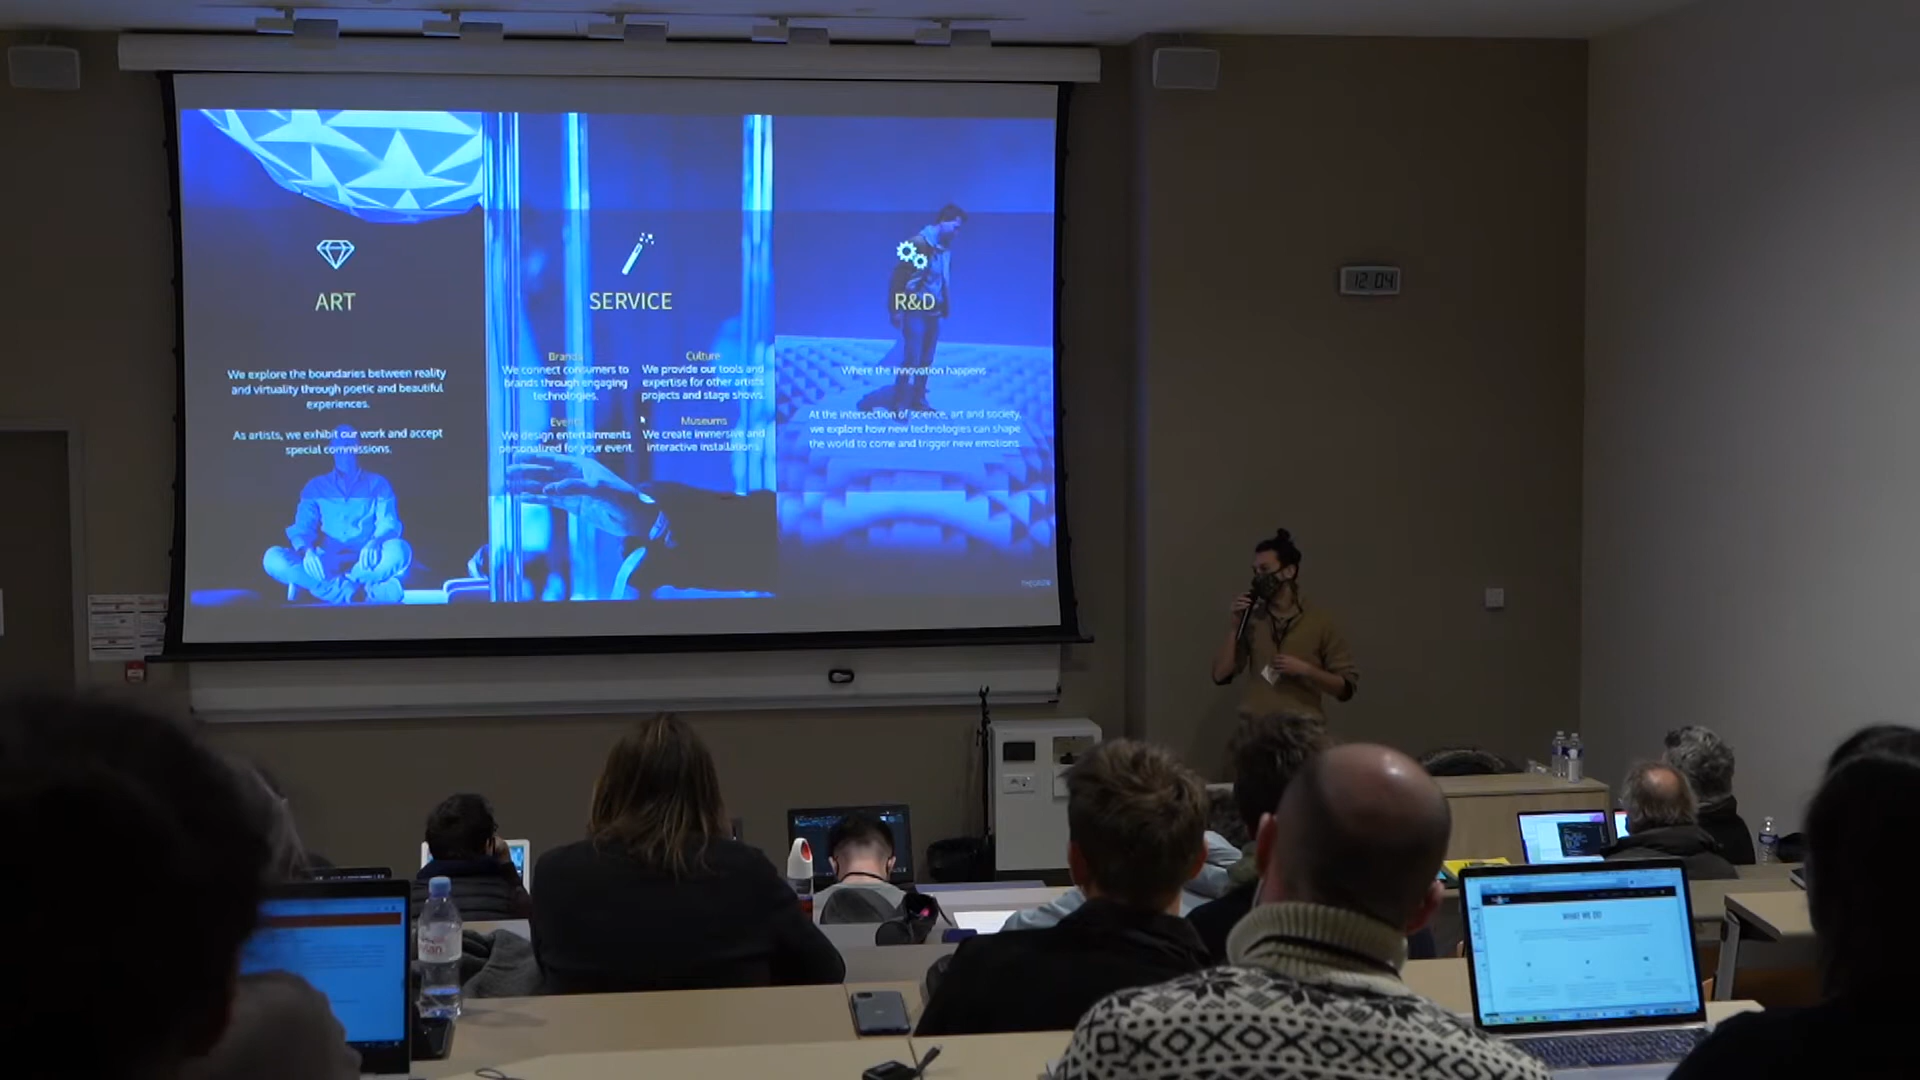 ART
We explore the boundaries between reality
and virtuality through poetic and beautiful
experiences.
As artists, we exhibit our work and accept
special commissions.
SERVICE
Brands
We connect consumers to
brands through engaging
technologies.
Culture
We provide our tools and
expertise for other artists
projects and stage shows.
Events
We design entertainments
personalized for your event.
Museums
We create immersive and
interactive installations.
R&D
Where the innovation happens
At the intersection of science, art and society,
we explore how new technologies can shape
the world to come and trigger new emotions.
12:04
evian
WHAT WE DO